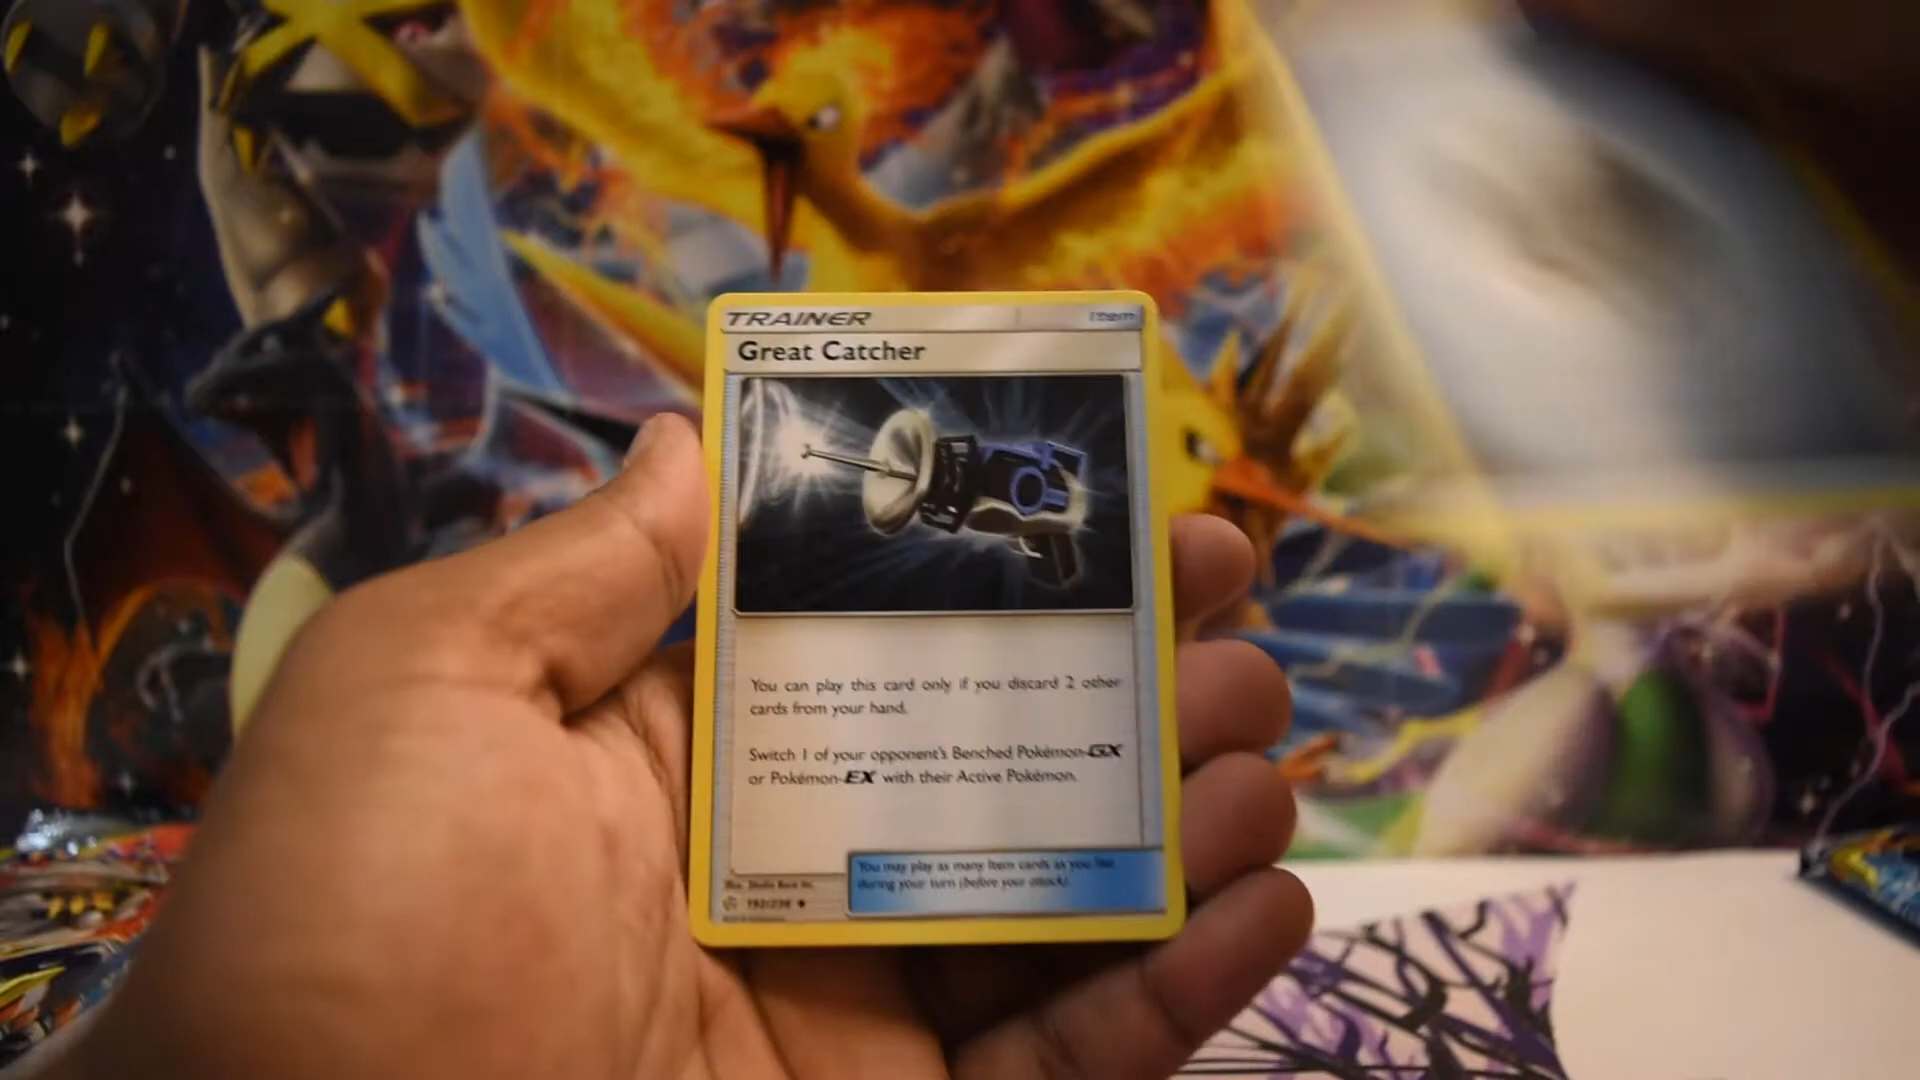 TRAINER Item
Great Catcher
You can play this card only if you discard 2 other
cards from your hand.
Switch 1 of your opponent's Benched Pokémon-GX
or Pokémon-EX with their Active Pokémon.
You may play as many Item cards as you like
during your turn (before your attack).
192/236